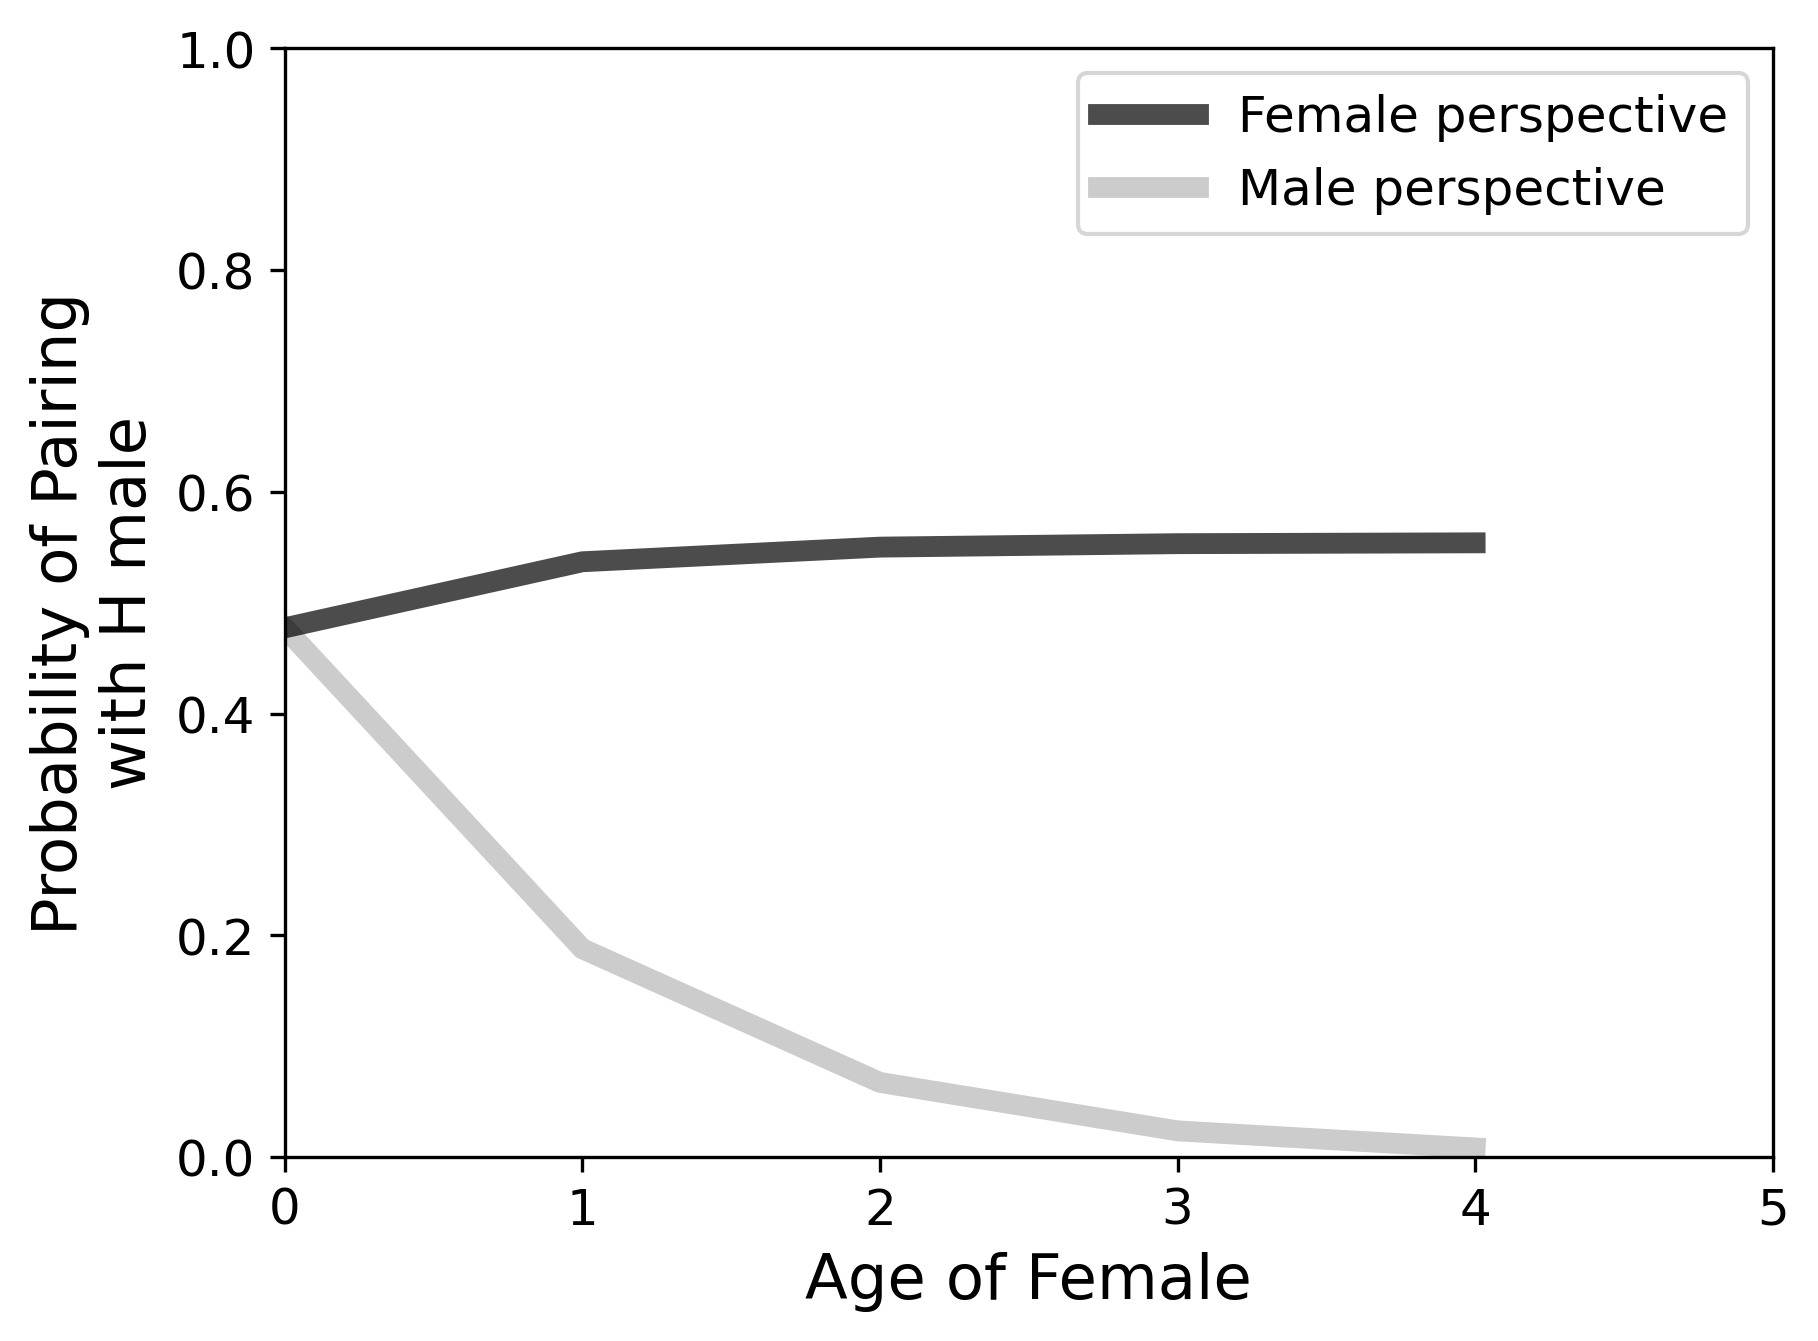 Female perspective
Male perspective
Probability of Pairing
with H male
1.0
0.8
0.6
0.4
0.2
0.0
0 1 2 3 4 5
Age of Female